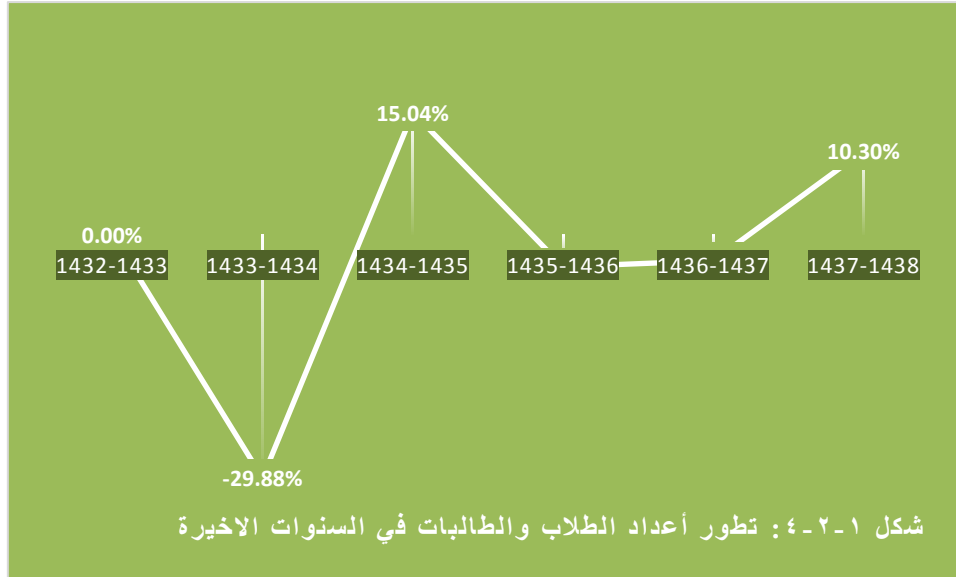 15.04%
10.30%
0.00%
1432-1433 1433-1434 1434-1435 1435-1436 1436-1437 1437-1438
-29.88%
شكل ١-٢-٤: تطور أعداد الطلاب والطالبات في السنوات الاخيرة